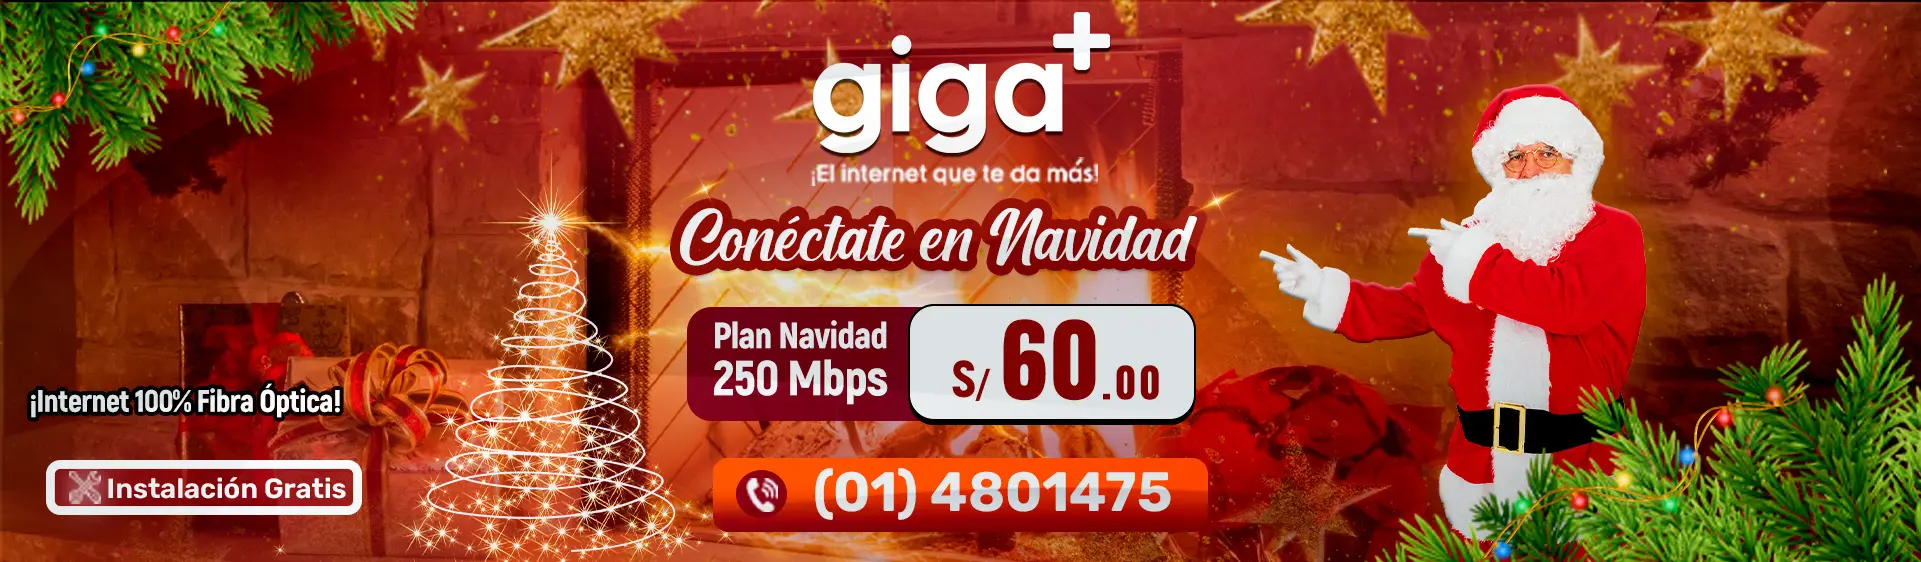 giga+
¡El internet que te da más!
Conéctate en Navidad
Plan Navidad
250 Mbps
S/ 60.00
¡Internet 100% Fibra Óptica!
Instalación Gratis
(01) 4801475